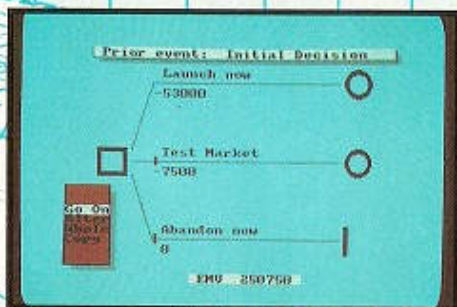 Prior event: Initial Decision
Launch now
-53000
Test Market
-7500
Abandon now
0
Go On
EMV 250750